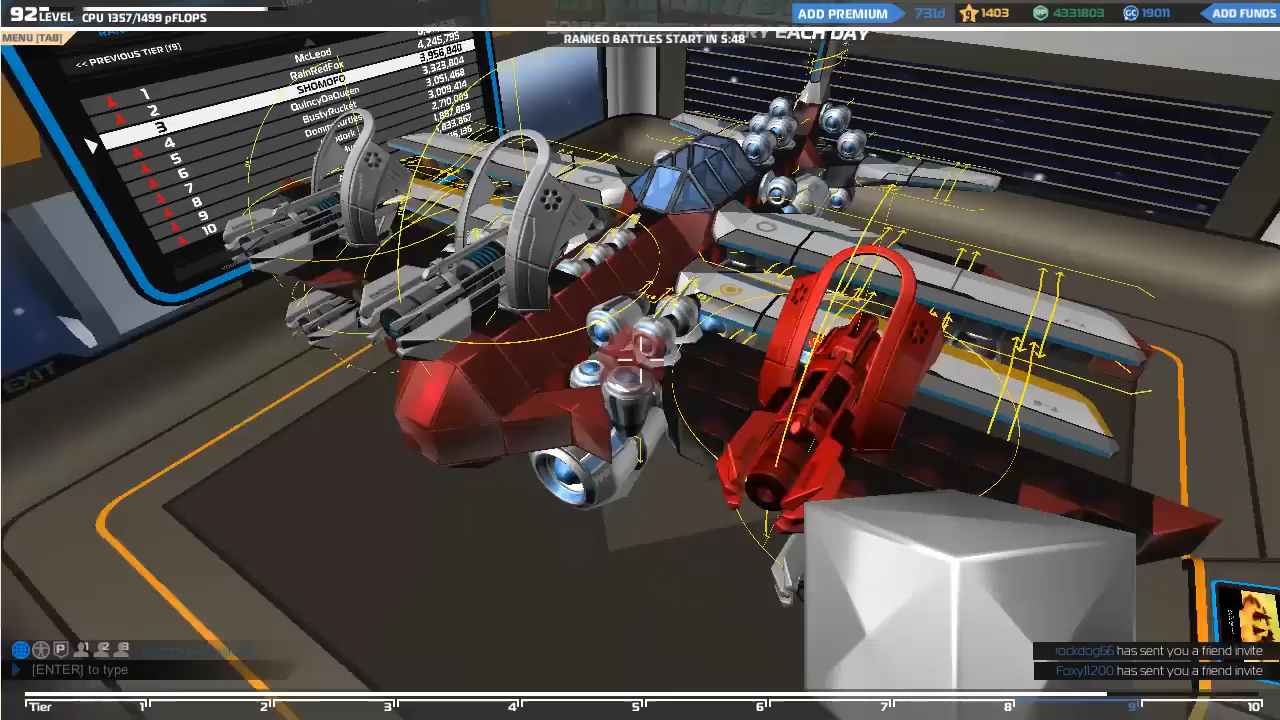 92 LEVEL CPU 1357/1499 pFLOPS
ADD PREMIUM 731d 1403 4331803 GC 19011 ADD FUNDS
MENU [TAB]
RANKED BATTLES START IN 5:48
EACH DAY
<< PREVIOUS TIER (19)
1 McLeod 4,245,795
2 RainRedFox 3,956,840
3 SHOMOFO 3,323,804
4 QuincyDaQueen 3,051,468
5 BustyRucket 3,009,414
6
7
8
9
10
EXIT
[ENTER] to type
rockdog66 has sent you a friend invite
Foxy11200 has sent you a friend invite
Tier 1 2 3 4 5 6 7 8 9 10